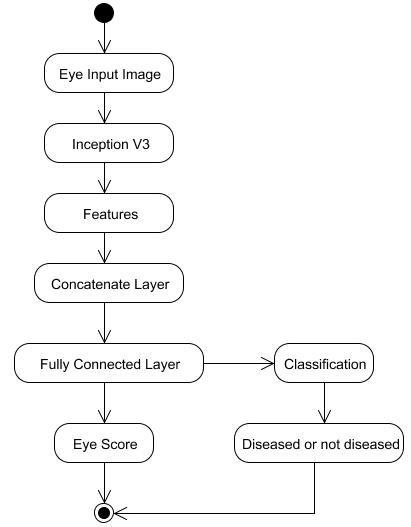 Eye Input Image
Inception V3
Features
Concatenate Layer
Fully Connected Layer
Classification
Eye Score
Diseased or not diseased